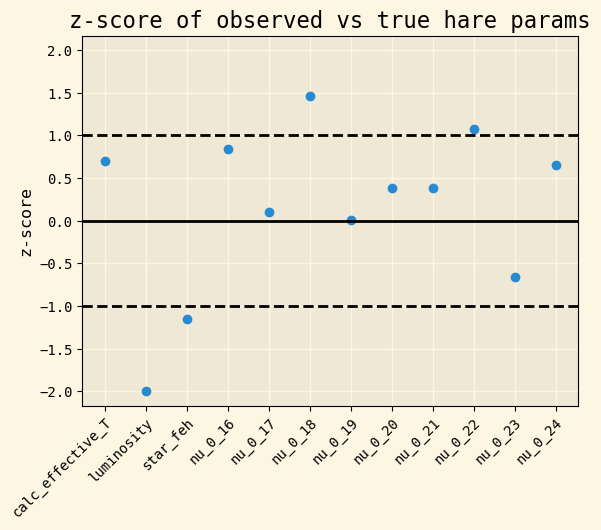 z-score of observed vs true hare params
z-score
2.0
1.5
1.0
0.5
0.0
−0.5
−1.0
−1.5
−2.0
calc_effective_T
luminosity
star_feh
nu_0_16
nu_0_17
nu_0_18
nu_0_19
nu_0_20
nu_0_21
nu_0_22
nu_0_23
nu_0_24